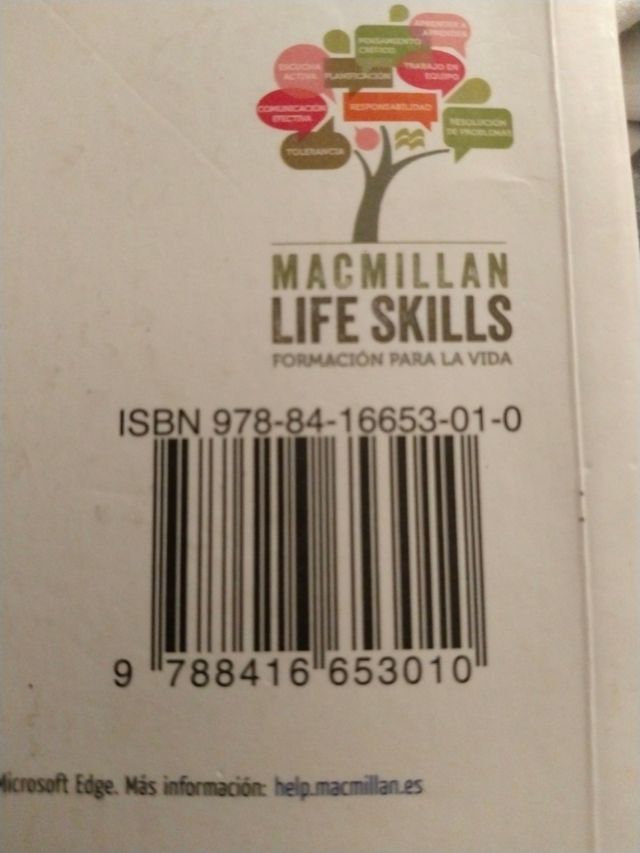 APRENDER A
APRENDER
PENSAMIENTO
CRÍTICO
ESCUCHA
ACTIVA
PLANIFICACIÓN
TRABAJO EN
EQUIPO
COMUNICACIÓN
EFECTIVA
RESPONSABILIDAD
RESOLUCIÓN
DE PROBLEMAS
TOLERANCIA
MACMILLAN
LIFE SKILLS
FORMACIÓN PARA LA VIDA
ISBN 978-84-16653-01-0
9 788416 653010
Microsoft Edge. Más información: help.macmillan.es